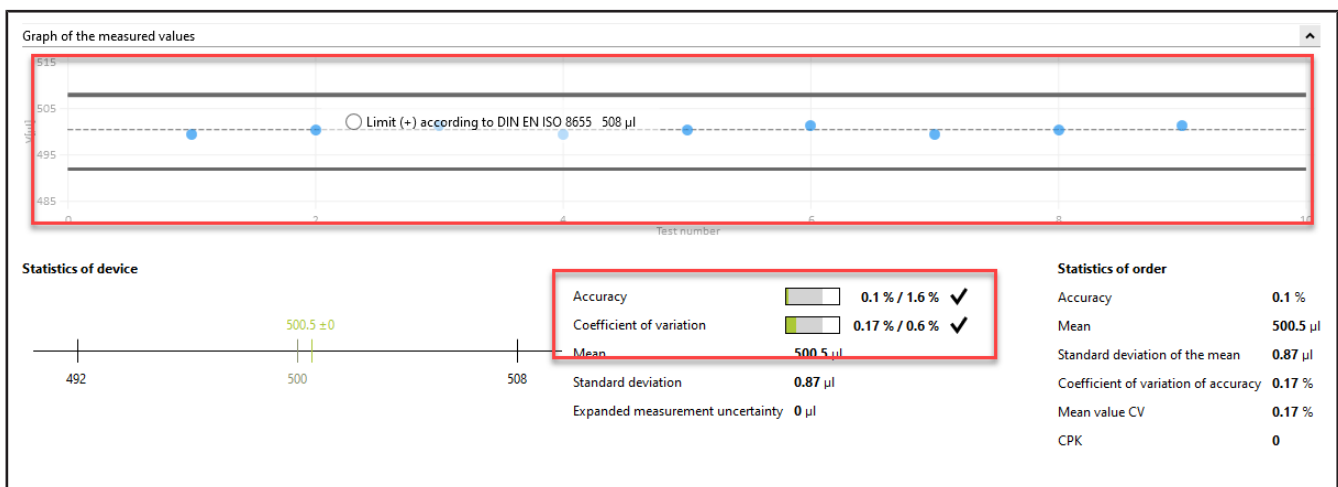 Graph of the measured values
515
505
V[µl]
Limit (+) according to DIN EN ISO 8655 508 µl
495
485
0 2 4 6 8 10
Test number
Statistics of device
500.5 ±0
492 500 508
Accuracy 0.1 % / 1.6 %
Coefficient of variation 0.17 % / 0.6 %
Mean 500.5 µl
Standard deviation 0.87 µl
Expanded measurement uncertainty 0 µl
Statistics of order
Accuracy 0.1 %
Mean 500.5 µl
Standard deviation of the mean 0.87 µl
Coefficient of variation of accuracy 0.17 %
Mean value CV 0.17 %
CPK 0